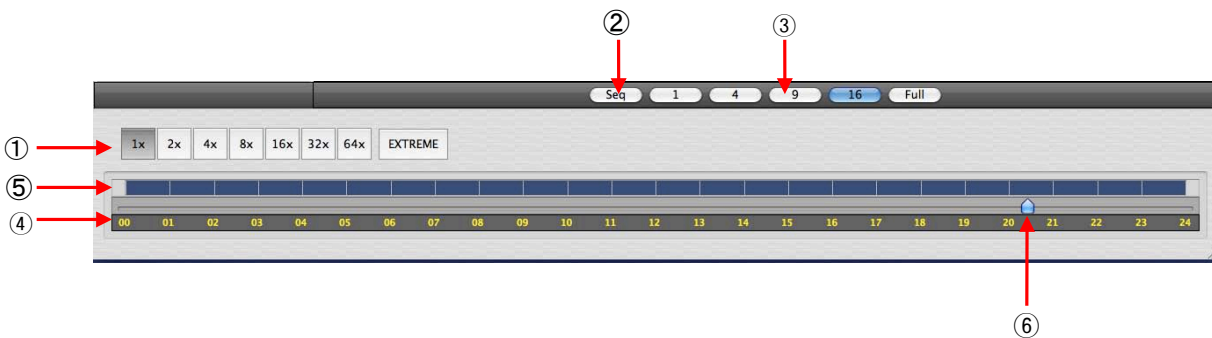 ② ③
Seq 1 4 9 16 Full
① 1x 2x 4x 8x 16x 32x 64x EXTREME
⑤
④ 00 01 02 03 04 05 06 07 08 09 10 11 12 13 14 15 16 17 18 19 20 21 22 23 24
⑥